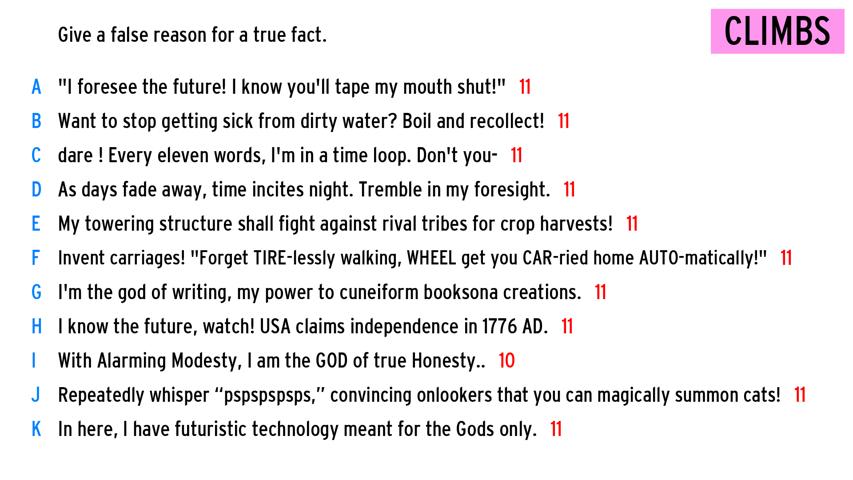 Give a false reason for a true fact.
CLIMBS
A "I foresee the future! I know you'll tape my mouth shut!" 11
B Want to stop getting sick from dirty water? Boil and recollect! 11
C dare ! Every eleven words, I'm in a time loop. Don't you- 11
D As days fade away, time incites night. Tremble in my foresight. 11
E My towering structure shall fight against rival tribes for crop harvests! 11
F Invent carriages! "Forget TIRE-lessly walking, WHEEL get you CAR-ried home AUTO-matically!" 11
G I'm the god of writing, my power to cuneiform booksona creations. 11
H I know the future, watch! USA claims independence in 1776 AD. 11
I With Alarming Modesty, I am the GOD of true Honesty.. 10
J Repeatedly whisper “pspspspsps,” convincing onlookers that you can magically summon cats! 11
K In here, I have futuristic technology meant for the Gods only. 11